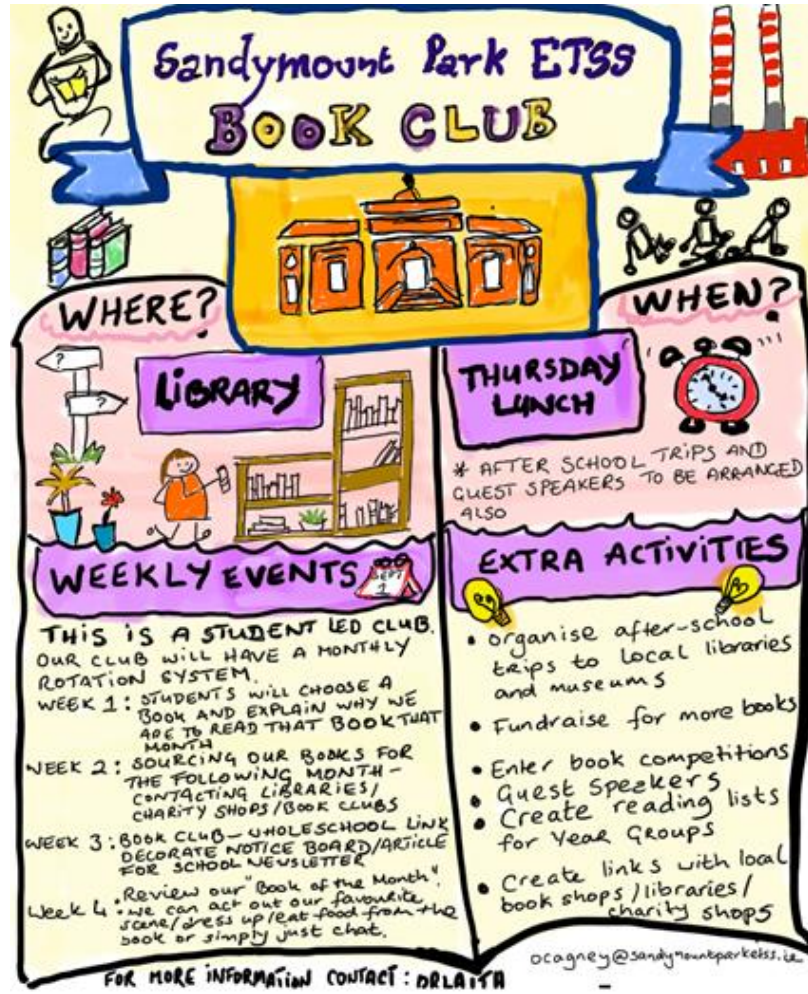 Sandymount Park ETSS
BOOK CLUB
WHERE?
?
?
LIBRARY
WHEN?
THURSDAY
LUNCH
* AFTER SCHOOL TRIPS AND
GUEST SPEAKERS TO BE ARRANGED
ALSO
WEEKLY EVENTS
SEPT
1
THIS IS A STUDENT LED CLUB.
OUR CLUB WILL HAVE A MONTHLY
ROTATION SYSTEM.
WEEK 1: STUDENTS WILL CHOOSE A
BOOK AND EXPLAIN WHY WE
ARE TO READ THAT BOOK THAT
MONTH
WEEK 2: SOURCING OUR BOOKS FOR
THE FOLLOWING MONTH-
CONTACTING LIBRARIES/
CHARITY SHOPS/BOOK CLUBS
WEEK 3: BOOK CLUB-WHOLESCHOOL LINK
DECORATE NOTICE BOARD/ARTICLE
FOR SCHOOL NEWSLETTER
Week 4: Review our "Book of the Month".
we can act out our favourite
scene/dress up/eat food from the
book or simply just chat.
EXTRA ACTIVITIES
• organise after-school
trips to local libraries
and museums
• Fundraise for more books
• Enter book competitions
• Guest Speakers
• Create reading lists
for Year Groups
• Create links with local
book shops/libraries/
charity shops
FOR MORE INFORMATION CONTACT: ORLAITH
ocagney@sandymountparketss.ie